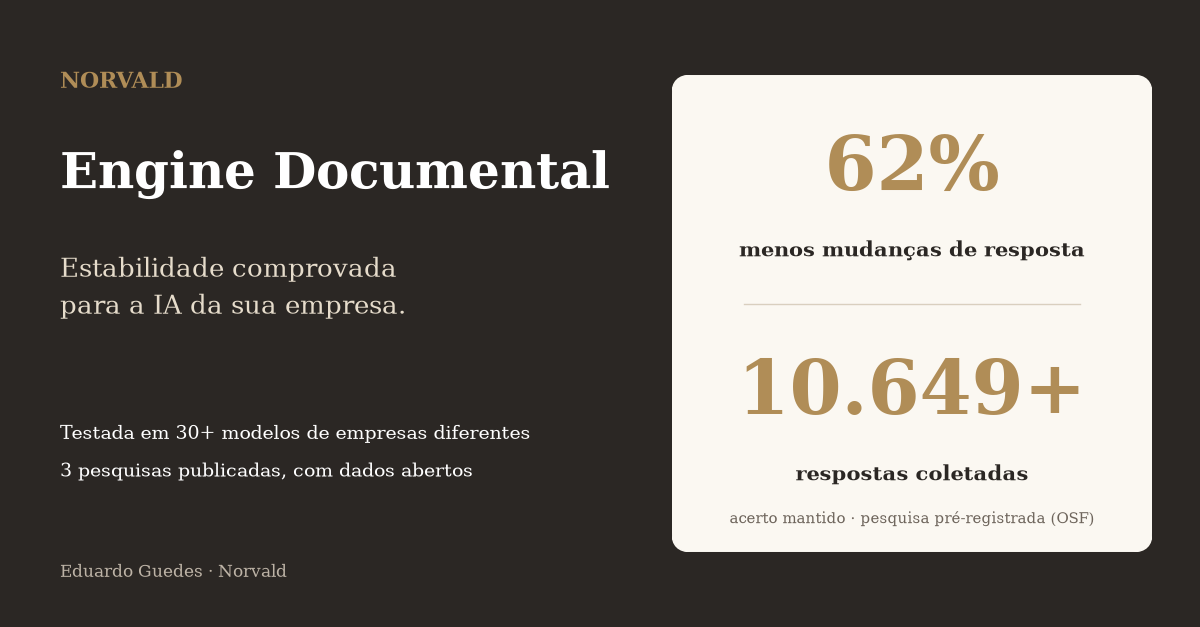 NORVALD
Engine Documental
Estabilidade comprovada
para a IA da sua empresa.
Testada em 30+ modelos de empresas diferentes
3 pesquisas publicadas, com dados abertos
Eduardo Guedes · Norvald
62%
menos mudanças de resposta
10.649+
respostas coletadas
acerto mantido · pesquisa pré-registrada (OSF)